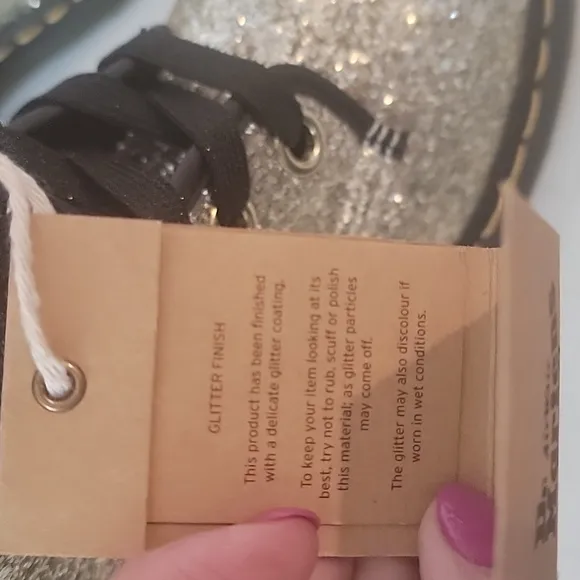 GLITTER FINISH
This product has been finished
with a delicate glitter coating.
To keep your item looking at its
best, try not to rub, scuff or polish
this material; as glitter particles
may come off.
The glitter may also discolour if
worn in wet conditions.